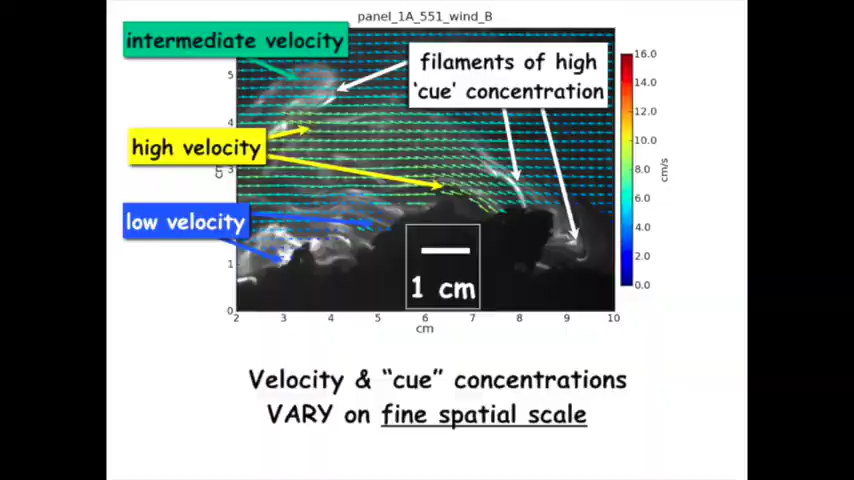 panel_1A_551_wind_B
intermediate velocity
filaments of high
‘cue’ concentration
high velocity
low velocity
5
4
3
1
0
cm
2 3 4 5 6 7 8 9 10
cm
1 cm
16.0
14.0
12.0
10.0
8.0
6.0
4.0
2.0
0.0
cm/s
Velocity & “cue” concentrations
VARY on fine spatial scale